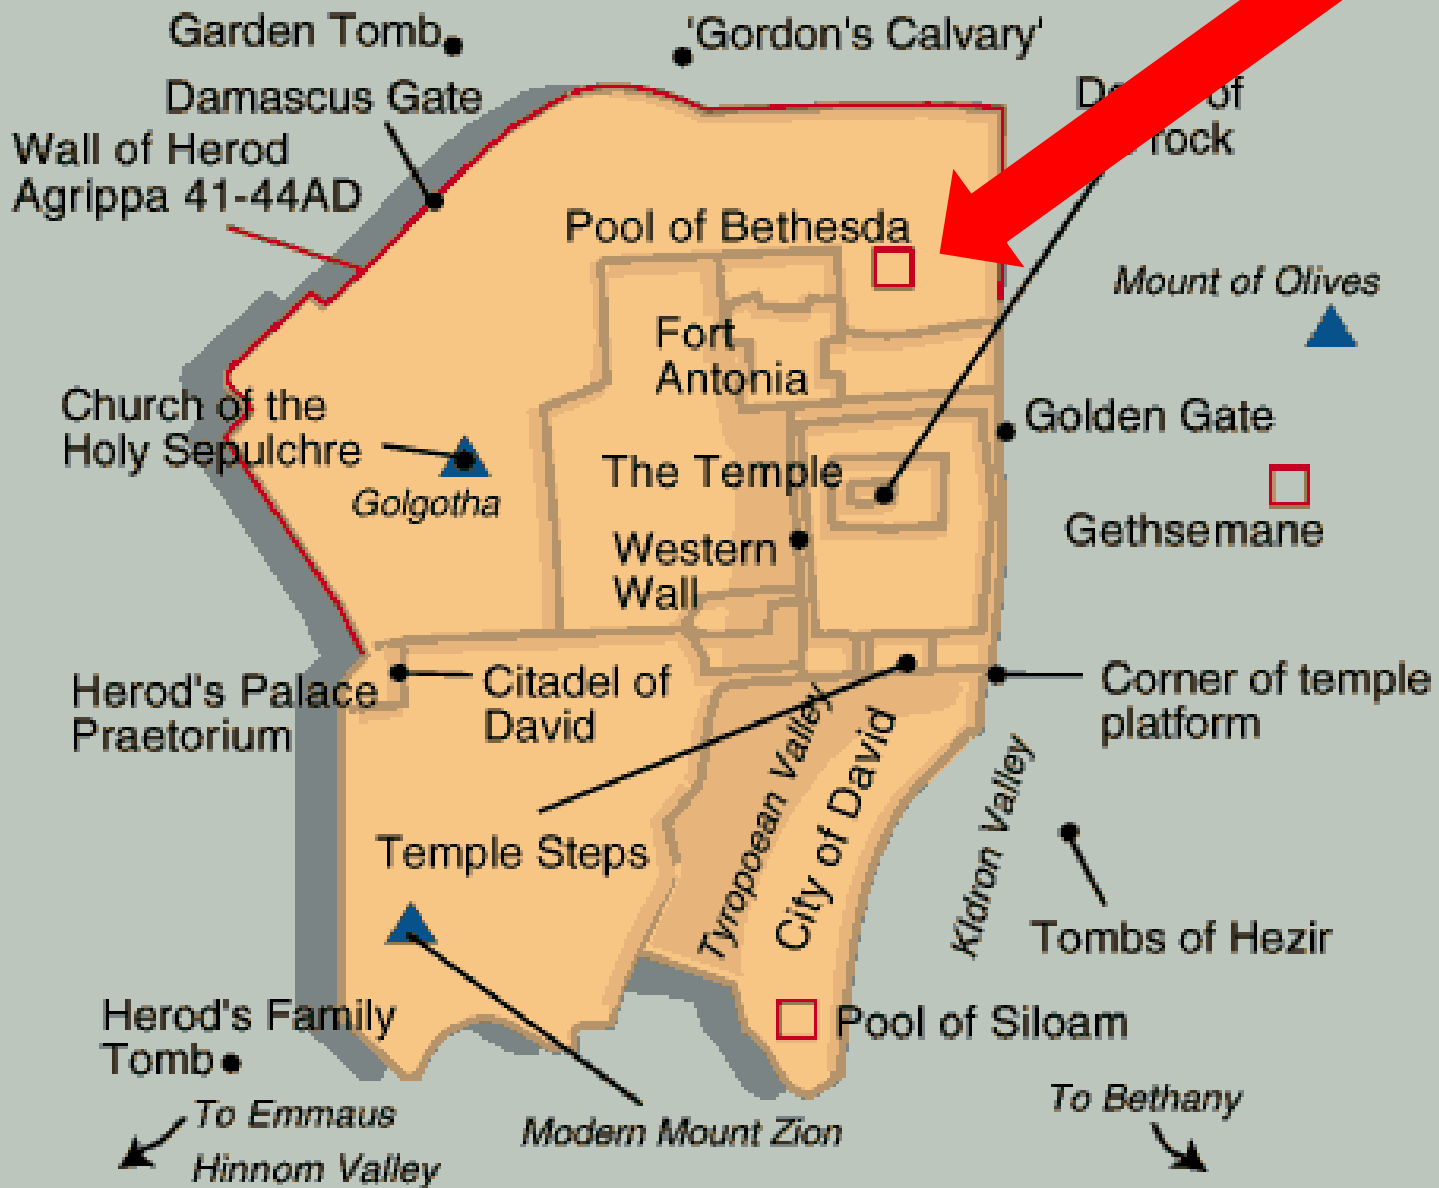 Garden Tomb
'Gordon's Calvary'
Damascus Gate
of
rock
Wall of Herod
Agrippa 41-44AD
Pool of Bethesda
Mount of Olives
Fort
Antonia
Church of the
Holy Sepulchre
Golgotha
Golden Gate
The Temple
Gethsemane
Western
Wall
Herod's Palace
Praetorium
Citadel of
David
Corner of temple
platform
Tyropoean Valley
City of David
Kidron Valley
Temple Steps
Tombs of Hezir
Herod's Family
Tomb
Pool of Siloam
To Emmaus
Hinnom Valley
Modern Mount Zion
To Bethany